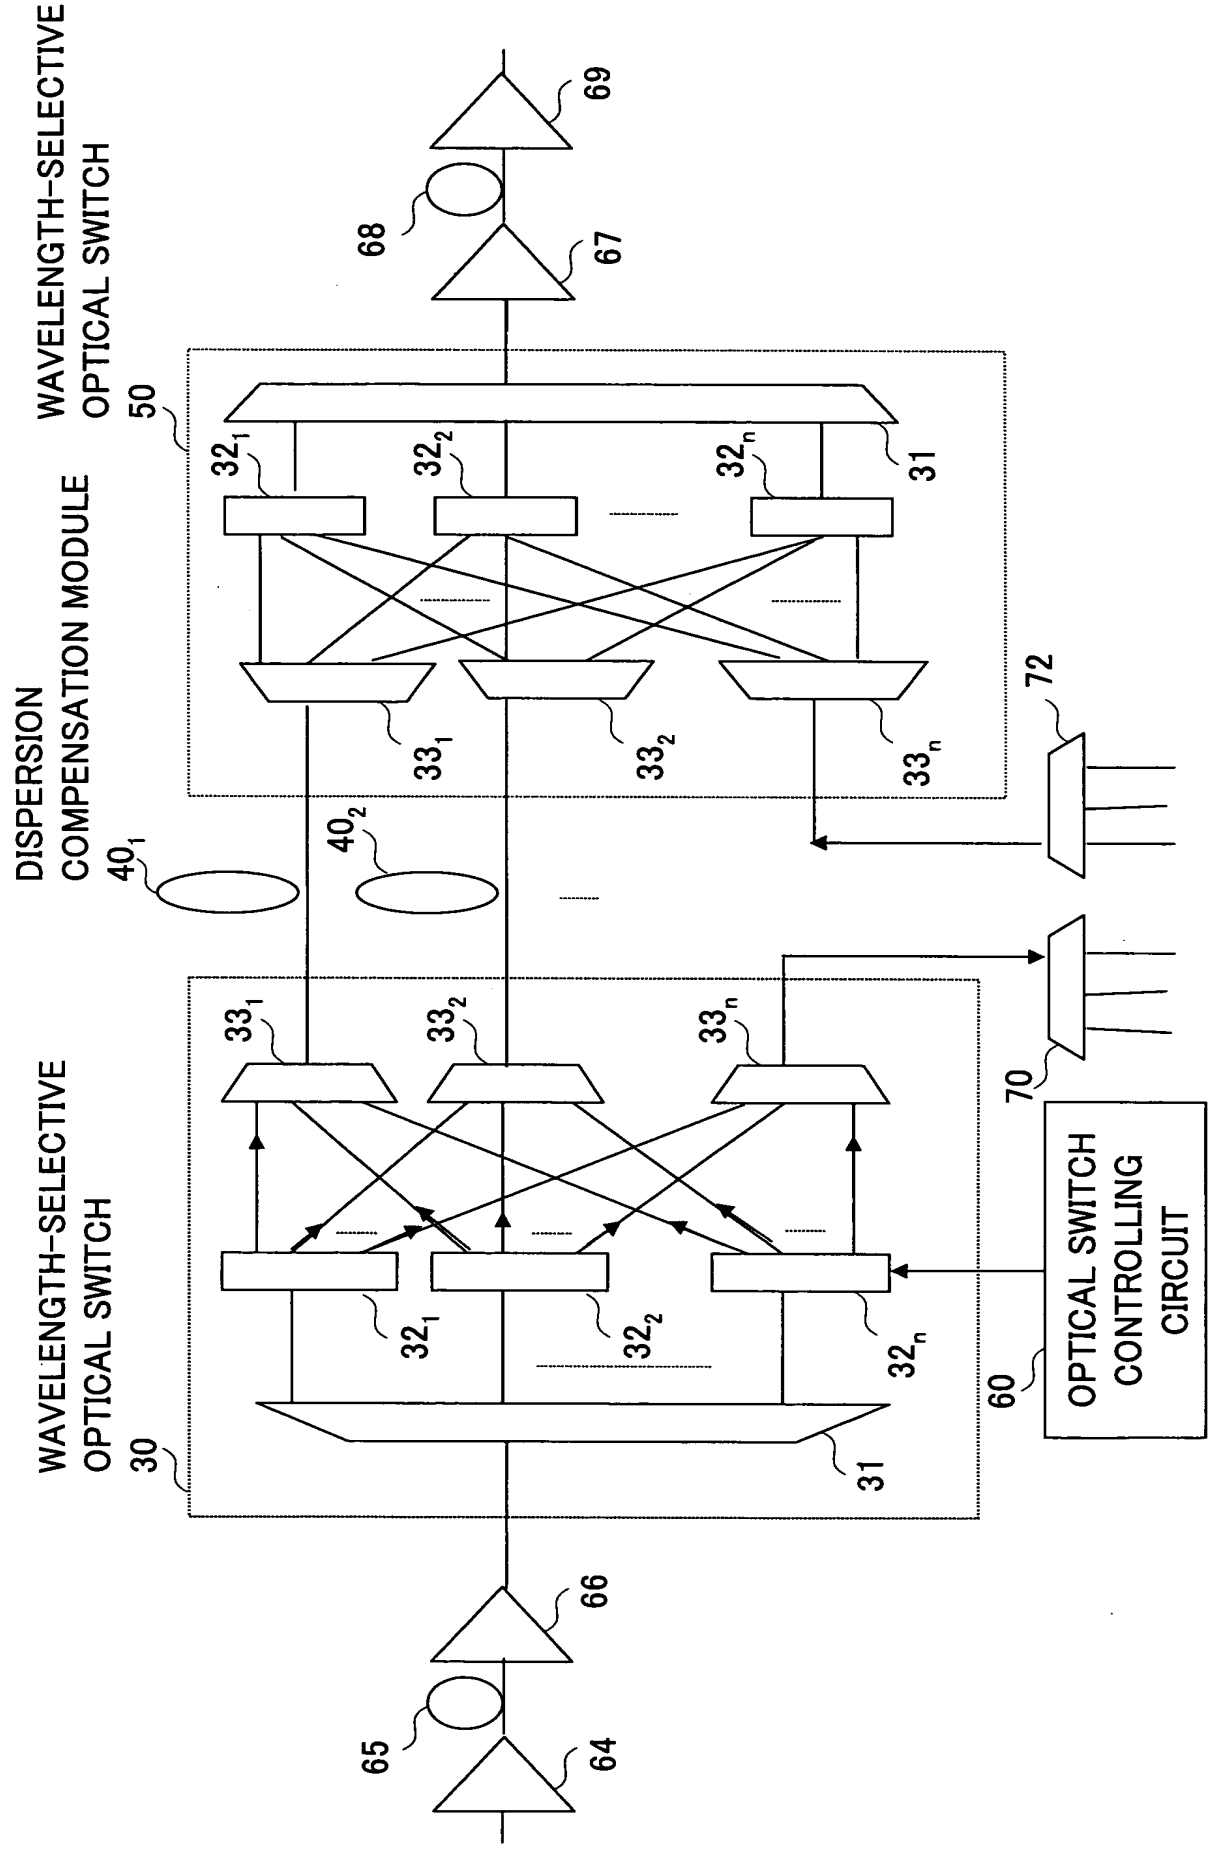 WAVELENGTH-SELECTIVE
OPTICAL SWITCH
30
DISPERSION
COMPENSATION MODULE
40₁
40₂
WAVELENGTH-SELECTIVE
OPTICAL SWITCH
50
64
65
66
31
32₁
32₂
32ₙ
33₁
33₂
33ₙ
33₁
33₂
33ₙ
32₁
32₂
32ₙ
31
67
68
69
60
OPTICAL SWITCH
CONTROLLING
CIRCUIT
70
72